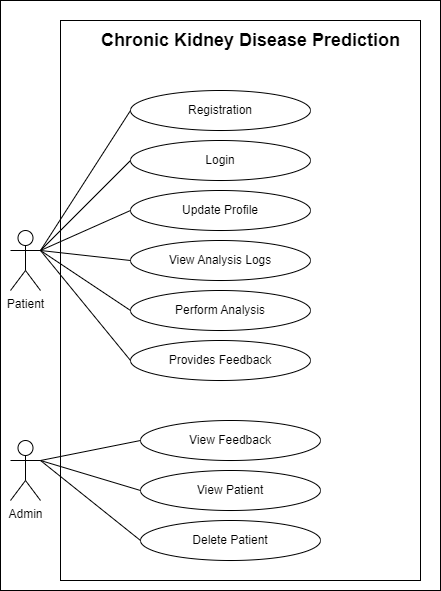 Chronic Kidney Disease Prediction
Registration
Login
Update Profile
View Analysis Logs
Perform Analysis
Provides Feedback
Patient
View Feedback
View Patient
Delete Patient
Admin